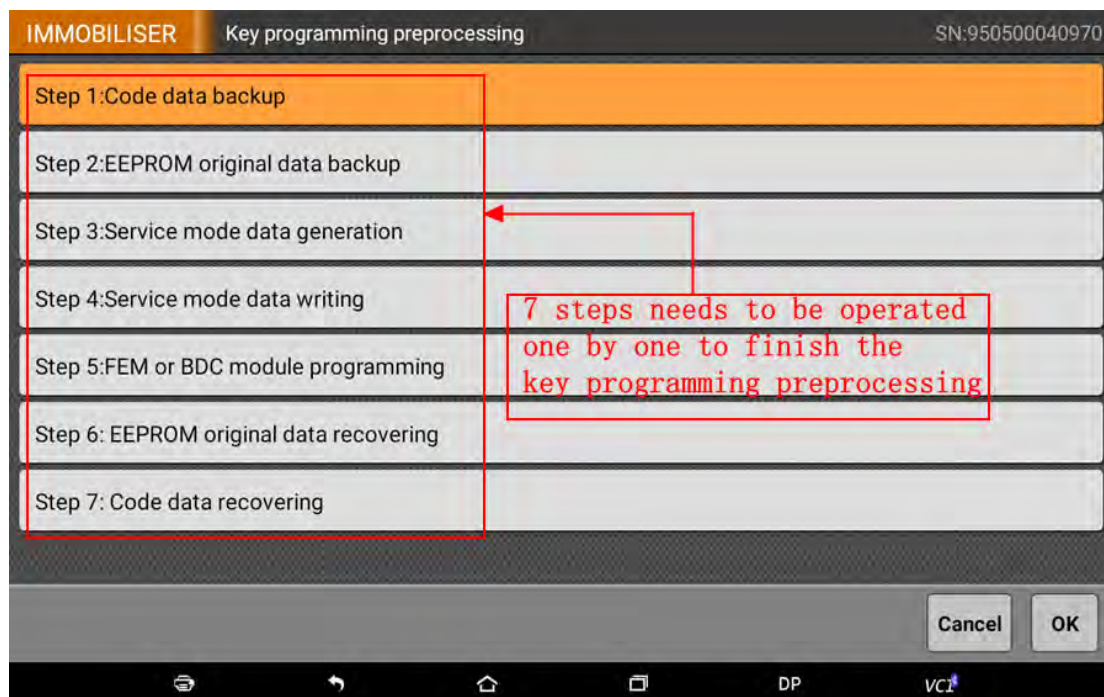 IMMOBILISER Key programming preprocessing SN:950500040970
Step 1:Code data backup
Step 2:EEPROM original data backup
Step 3:Service mode data generation
Step 4:Service mode data writing
7 steps needs to be operated
one by one to finish the
key programming preprocessing
Step 5:FEM or BDC module programming
Step 6: EEPROM original data recovering
Step 7: Code data recovering
Cancel OK
DP VCI